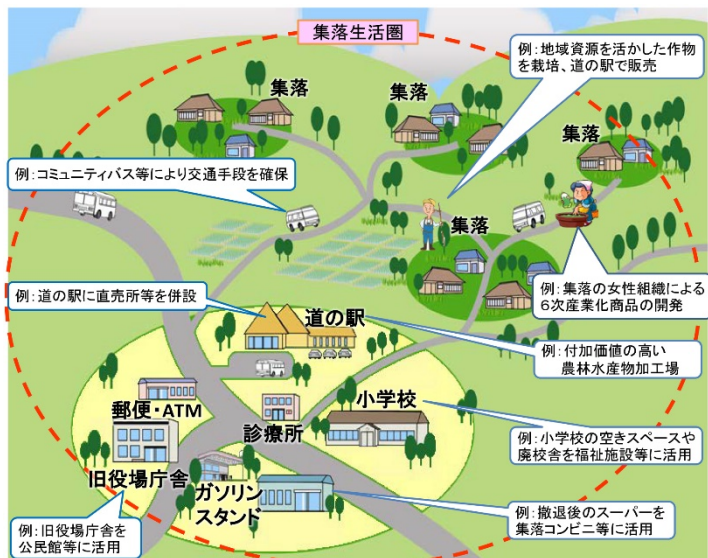 集落生活圏
例:地域資源を活かした作物
を栽培、道の駅で販売
集落
集落
集落
例:コミュニティバス等により交通手段を確保
集落
例:集落の女性組織による
6次産業化商品の開発
例:道の駅に直売所等を併設
道の駅
例:付加価値の高い
農林水産物加工場
郵便・ATM
診療所
小学校
例:小学校の空きスペースや
廃校舎を福祉施設等に活用
旧役場庁舎
ガソリン
スタンド
例:撤退後のスーパーを
集落コンビニ等に活用
例:旧役場庁舎を
公民館等に活用